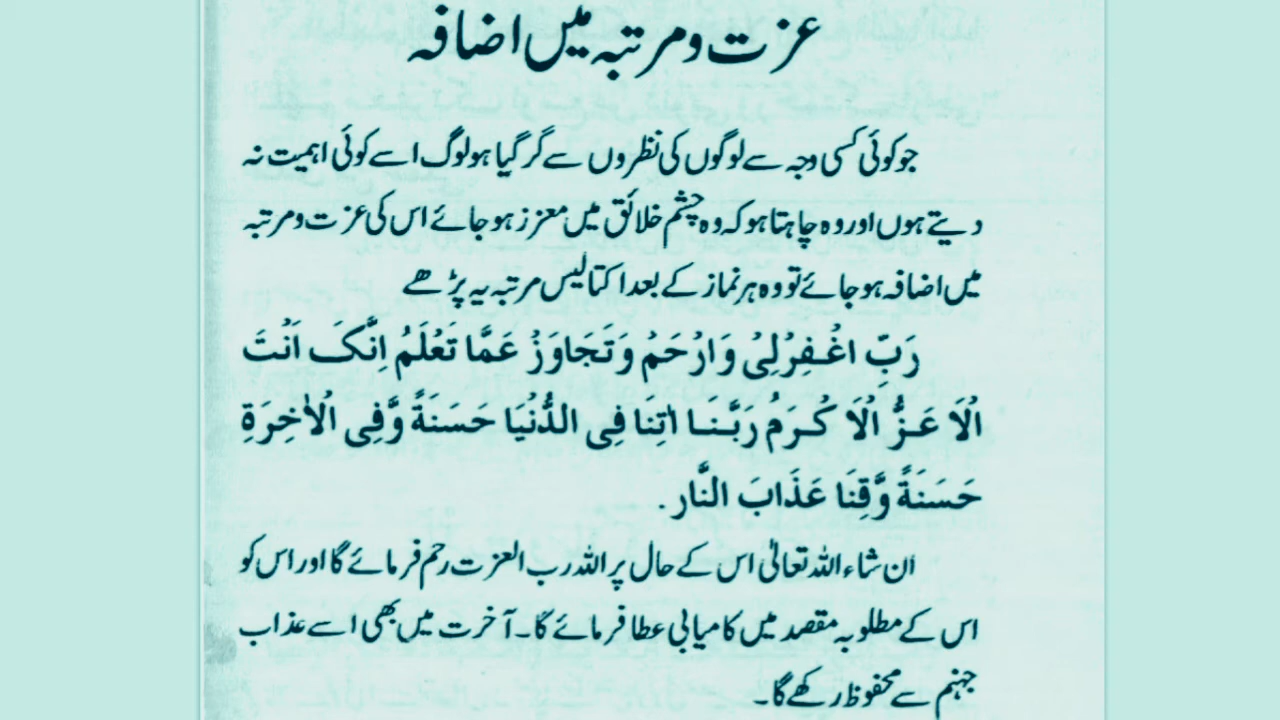 عزت و مرتبہ میں اضافہ
جو کوئی کسی وجہ سے لوگوں کی نظروں سے گر گیا ہو لوگ اسے کوئی اہمیت نہ
دیتے ہوں اور وہ چاہتا ہو کہ وہ چشم خلائق میں معزز ہو جائے اس کی عزت و مرتبہ
میں اضافہ ہو جائے تو وہ ہر نماز کے بعد اکتالیس مرتبہ یہ پڑھے
رَبِّ اغْفِرْلِیْ وَارْحَمْ وَتَجَاوَزْ عَمَّا تَعْلَمُ اِنَّکَ اَنْتَ
الْاَ عَزُّ الْاَ کْرَمُ رَبَّنَا اٰتِنَا فِی الدُّنْیَا حَسَنَةً وَّفِی الْاٰخِرَةِ
حَسَنَةً وَّقِنَا عَذَابَ النَّار۔
ان شاء اللہ تعالیٰ اس کے حال پر اللہ رب العزت رحم فرمائے گا اور اس کو
اس کے مطلوبہ مقصد میں کامیابی عطا فرمائے گا۔ آخرت میں بھی اسے عذاب
جہنم سے محفوظ رکھے گا۔